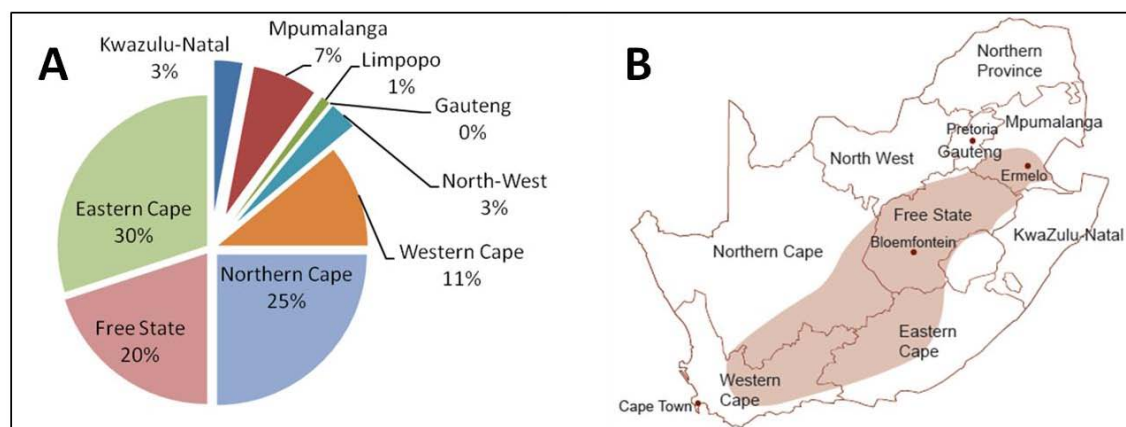 A
Kwazulu-Natal
3%
Mpumalanga
7%
Limpopo
1%
Gauteng
0%
North-West
3%
Western Cape
11%
Northern Cape
25%
Free State
20%
Eastern Cape
30%
B
Northern
Province
Pretoria
Mpumalanga
Gauteng
North West
Ermelo
Free State
KwaZulu-Natal
Bloemfontein
Northern Cape
Eastern
Cape
Western
Cape
Cape Town